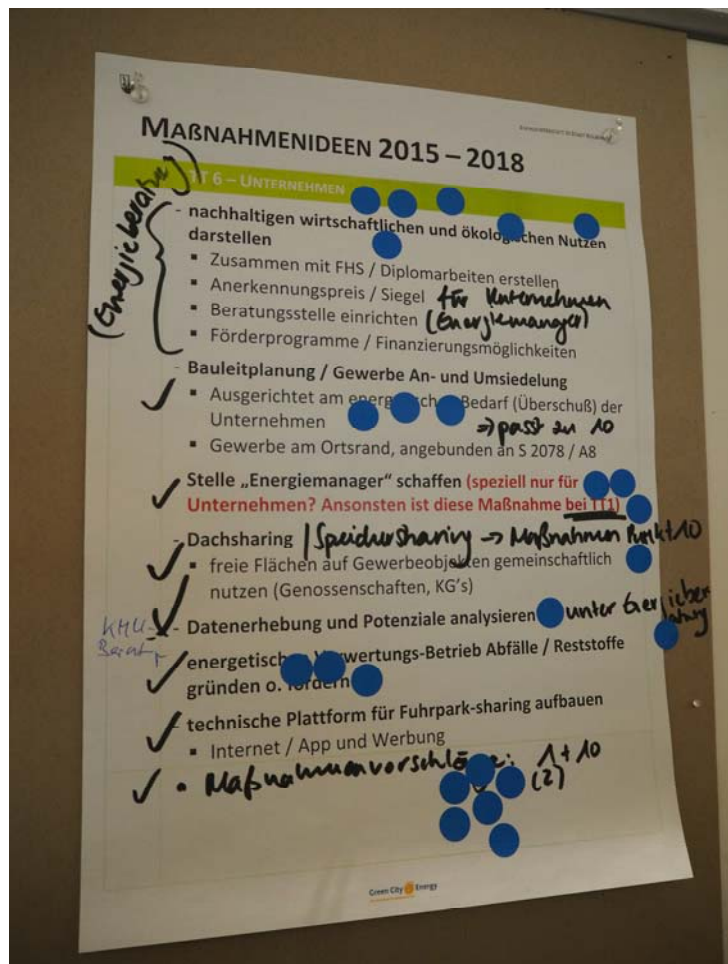 MAßNAHMENIDEEN 2015 – 2018
TT 6 – UNTERNEHMEN
(Energieberatung)
- nachhaltigen wirtschaftlichen und ökologischen Nutzen
darstellen
▪ Zusammen mit FHS / Diplomarbeiten erstellen
▪ Anerkennungspreis / Siegel für Unternehmen
▪ Beratungsstelle einrichten (Energiemanager)
▪ Förderprogramme / Finanzierungsmöglichkeiten
- Bauleitplanung / Gewerbe An- und Umsiedelung
▪ Ausgerichtet am energetischen Bedarf (Überschuß) der
Unternehmen
⇒ passt zu 10
▪ Gewerbe am Ortsrand, angebunden an S 2078 / A8
- Stelle „Energiemanager“ schaffen (speziell nur für
Unternehmen? Ansonsten ist diese Maßnahme bei TT1)
- Dachsharing / Speichersharing → Maßnahmen Punkt 10
▪ freie Flächen auf Gewerbeobjekten gemeinschaftlich
nutzen (Genossenschaften, KG's)
KMU-
- Datenerhebung und Potenziale analysieren unter Energieberatung
- energetischen Verwertungs-Betrieb Abfälle / Reststoffe
gründen o. fördern
- technische Plattform für Fuhrpark-sharing aufbauen
▪ Internet / App und Werbung
• Maßnahmenvorschläge: 1 + 10
(2)
Green City Energy